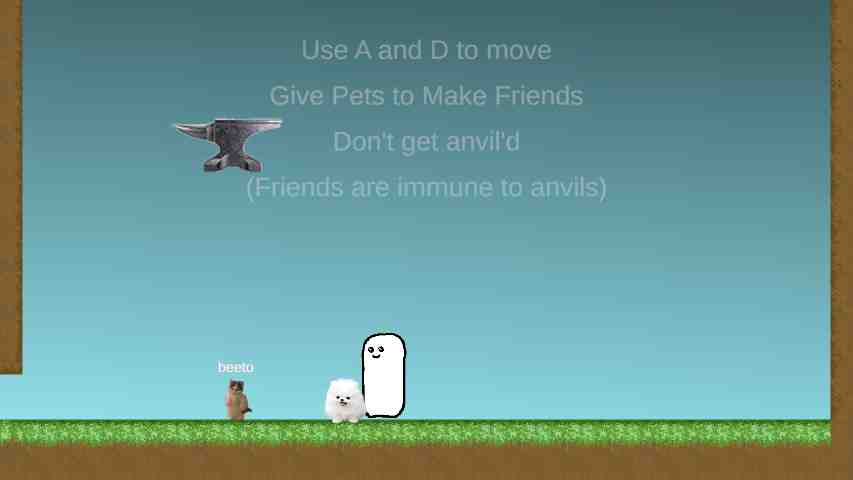 Use A and D to move
Give Pets to Make Friends
Don't get anvil'd
(Friends are immune to anvils)
beeto